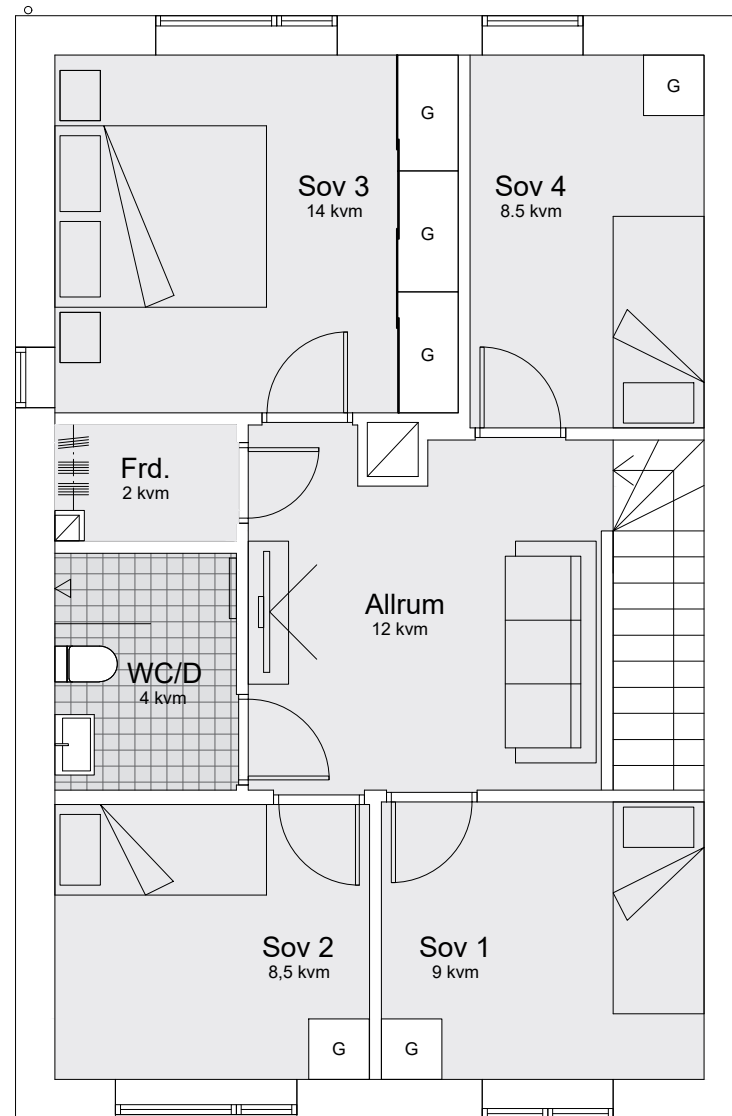 G
Sov 3
14 kvm
G
G
Sov 4
8.5 kvm
G
Frd.
2 kvm
Allrum
12 kvm
WC/D
4 kvm
Sov 2
8,5 kvm
G
Sov 1
9 kvm
G